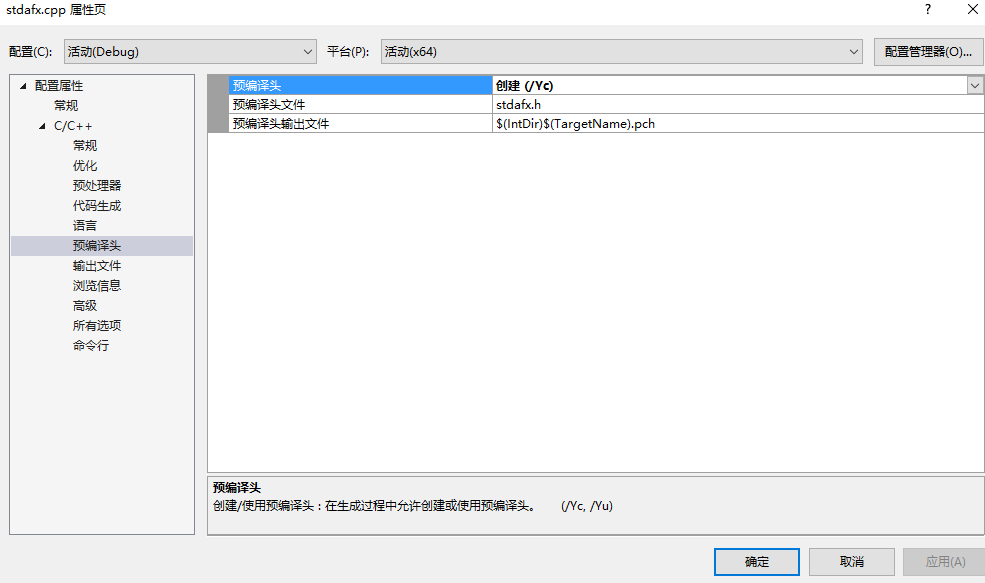 stdafx.cpp 属性页
?
配置(C):
活动(Debug)
平台(P):
活动(x64)
配置管理器(O)...
配置属性
常规
C/C++
常规
优化
预处理器
代码生成
语言
预编译头
输出文件
浏览信息
高级
所有选项
命令行
预编译头
创建 (/Yc)
预编译头文件
stdafx.h
预编译头输出文件
$(IntDir)$(TargetName).pch
预编译头
创建/使用预编译头 : 在生成过程中允许创建或使用预编译头。 (/Yc, /Yu)
确定
取消
应用(A)